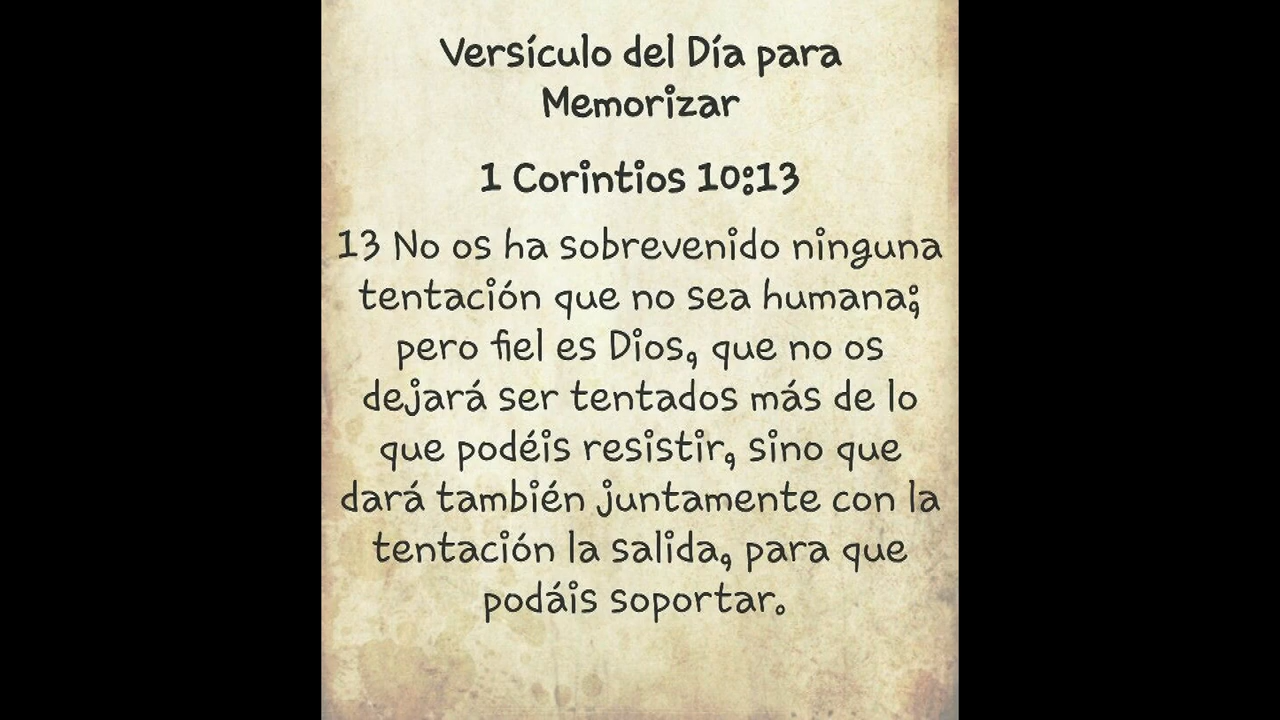 Versículo del Día para
Memorizar
1 Corintios 10:13
13 No os ha sobrevenido ninguna
tentación que no sea humana;
pero fiel es Dios, que no os
dejará ser tentados más de lo
que podéis resistir, sino que
dará también juntamente con la
tentación la salida, para que
podáis soportar.